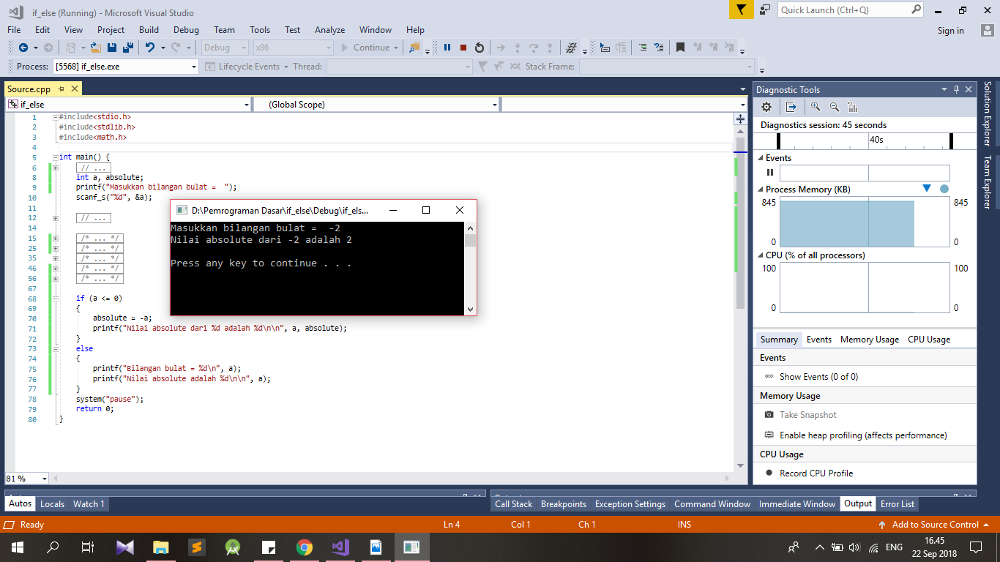 if_else (Running) - Microsoft Visual Studio
Quick Launch (Ctrl+Q)
File Edit View Project Build Debug Team Tools Test Analyze Window Help
Sign in
Debug x86 Continue
Process: [5568] if_else.exe Lifecycle Events Thread: Stack Frame:
Source.cpp
if_else (Global Scope)
1 #include<stdio.h>
2 #include<stdlib.h>
3 #include<math.h>
4
5 int main() {
6 // ...
8 int a, absolute;
9 printf("Masukkan bilangan bulat =  ");
10 scanf_s("%d", &a);
11
12 // ...
14
15 /* ... */
25 /* ... */
35 /* ... */
46 /* ... */
56 /* ... */
67
68 if (a <= 0)
69 {
70 absolute = -a;
71 printf("Nilai absolute dari %d adalah %d\n\n", a, absolute);
72 }
73 else
74 {
75 printf("Bilangan bulat = %d\n", a);
76 printf("Nilai absolute adalah %d\n\n", a);
77 }
78 system("pause");
79 return 0;
80 }
81 %
D:\Pemrograman Dasar\if_else\Debug\if_els...
Masukkan bilangan bulat =  -2
Nilai absolute dari -2 adalah 2
Press any key to continue . . .
Diagnostic Tools
Diagnostics session: 45 seconds
40s
Events
Process Memory (KB)
845 845
0 0
CPU (% of all processors)
100 100
0 0
Summary Events Memory Usage CPU Usage
Events
Show Events (0 of 0)
Memory Usage
Take Snapshot
Enable heap profiling (affects performance)
CPU Usage
Record CPU Profile
Solution Explorer
Team Explorer
Autos Locals Watch 1
Call Stack Breakpoints Exception Settings Command Window Immediate Window Output Error List
Ready Ln 4 Col 1 Ch 1 INS Add to Source Control
ENG
16.45
22 Sep 2018